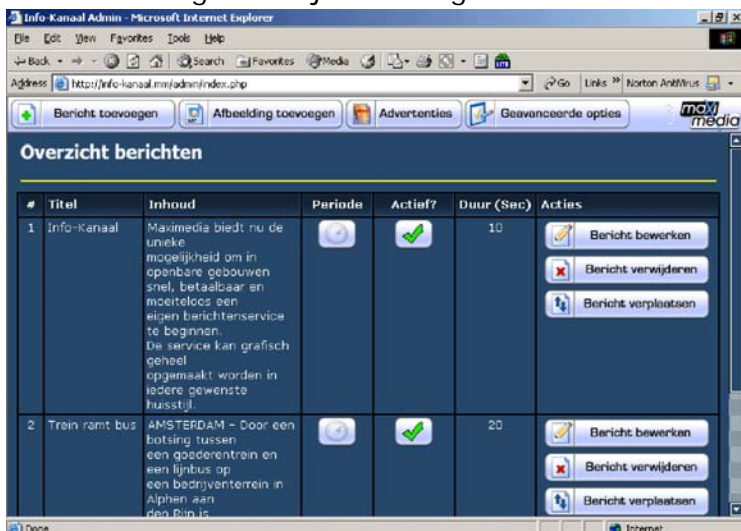 Info-Kanaal Admin - Microsoft Internet Explorer
File Edit View Favorites Tools Help
Back Search Favorites Media
Address http://info-kanaal.mm/admin/index.php Go Links » Norton AntiVirus
Bericht toevoegen Afbeelding toevoegen Advertenties Geavanceerde opties maxi
media
Overzicht berichten
# Titel Inhoud Periode Actief? Duur (Sec) Acties
1 Info-Kanaal Maximedia biedt nu de 10 Bericht bewerken
unieke
mogelijkheid om in
openbare gebouwen Bericht verwijderen
snel, betaalbaar en
moeiteloos een Bericht verplaatsen
eigen berichtenservice
te beginnen.
De service kan grafisch
geheel
opgemaakt worden in
iedere gewenste
huisstijl.
2 Trein ramt bus AMSTERDAM - Door een 20 Bericht bewerken
botsing tussen
een goederentrein en
een lijnbus op Bericht verwijderen
een bedrijventerrein in
Alphen aan Bericht verplaatsen
den Rijn is
Done Internet